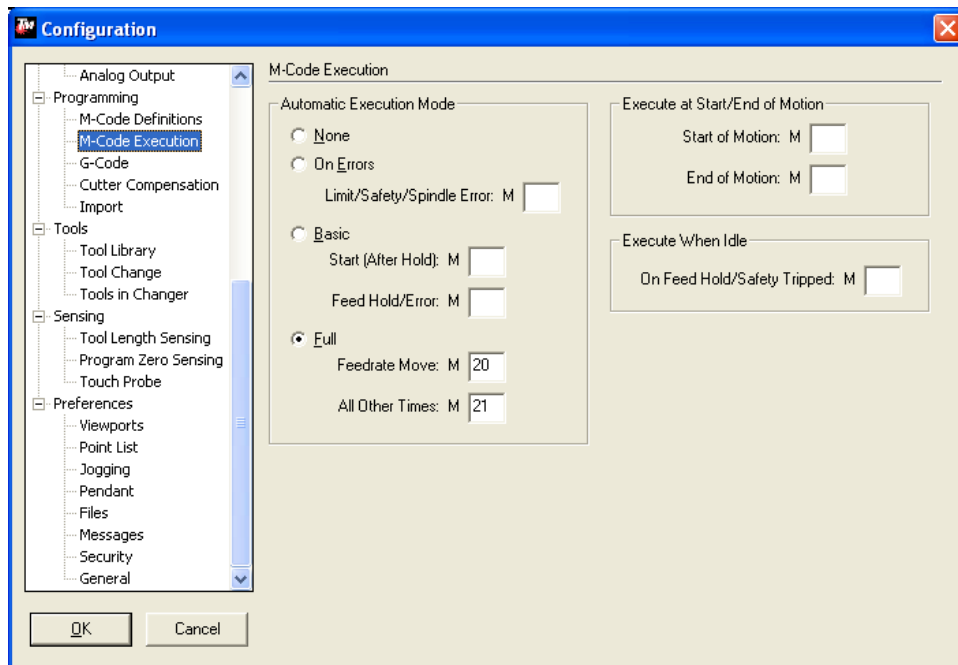 Configuration
Analog Output
Programming
M-Code Definitions
M-Code Execution
G-Code
Cutter Compensation
Import
Tools
Tool Library
Tool Change
Tools in Changer
Sensing
Tool Length Sensing
Program Zero Sensing
Touch Probe
Preferences
Viewports
Point List
Jogging
Pendant
Files
Messages
Security
General
OK
Cancel
M-Code Execution
Automatic Execution Mode
None
On Errors
Limit/Safety/Spindle Error: M
Basic
Start (After Hold): M
Feed Hold/Error: M
Full
Feedrate Move: M 20
All Other Times: M 21
Execute at Start/End of Motion
Start of Motion: M
End of Motion: M
Execute When Idle
On Feed Hold/Safety Tripped: M